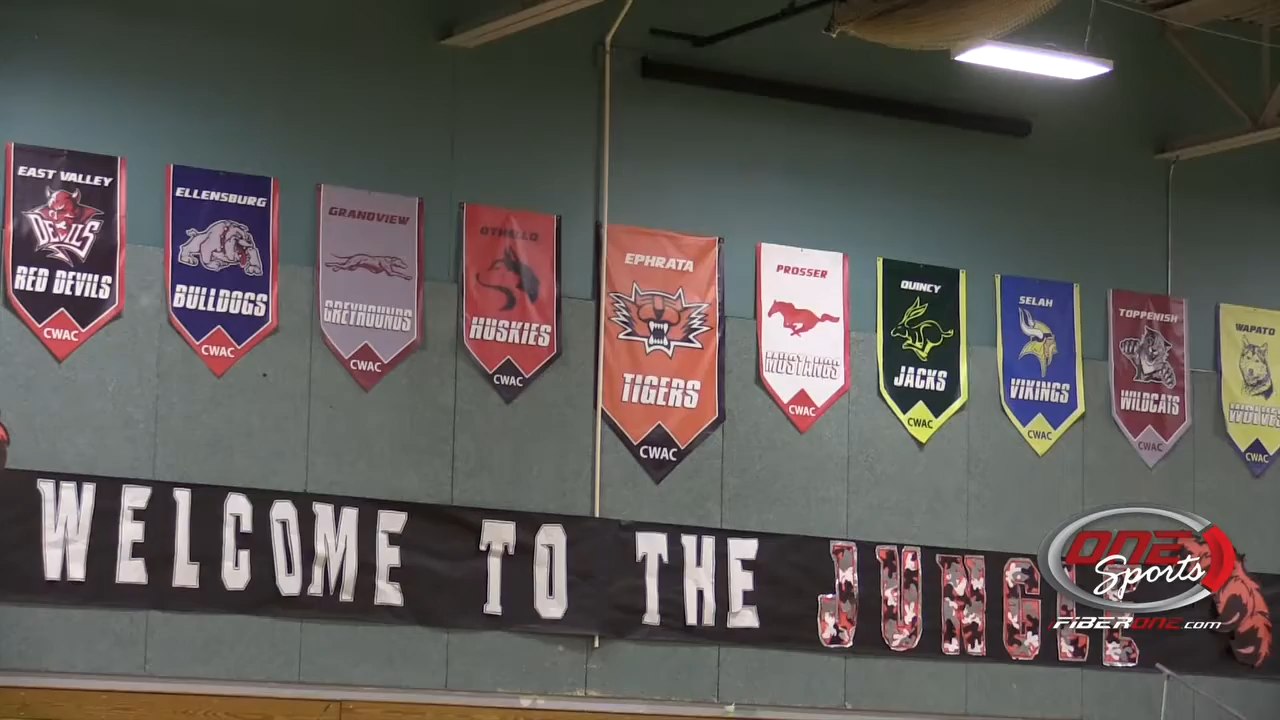 EAST VALLEY
DEVILS
RED DEVILS
CWAC
ELLENSBURG
BULLDOGS
CWAC
GRANDVIEW
GREYHOUNDS
CWAC
OTHELLO
HUSKIES
CWAC
EPHRATA
TIGERS
CWAC
PROSSER
MUSTANGS
CWAC
QUINCY
JACKS
CWAC
SELAH
VIKINGS
CWAC
TOPPENISH
WILDCATS
CWAC
WAPATO
WOLVES
CWAC
WELCOME TO THE JUNGLE
ONE
Sports
FIBERONE.com